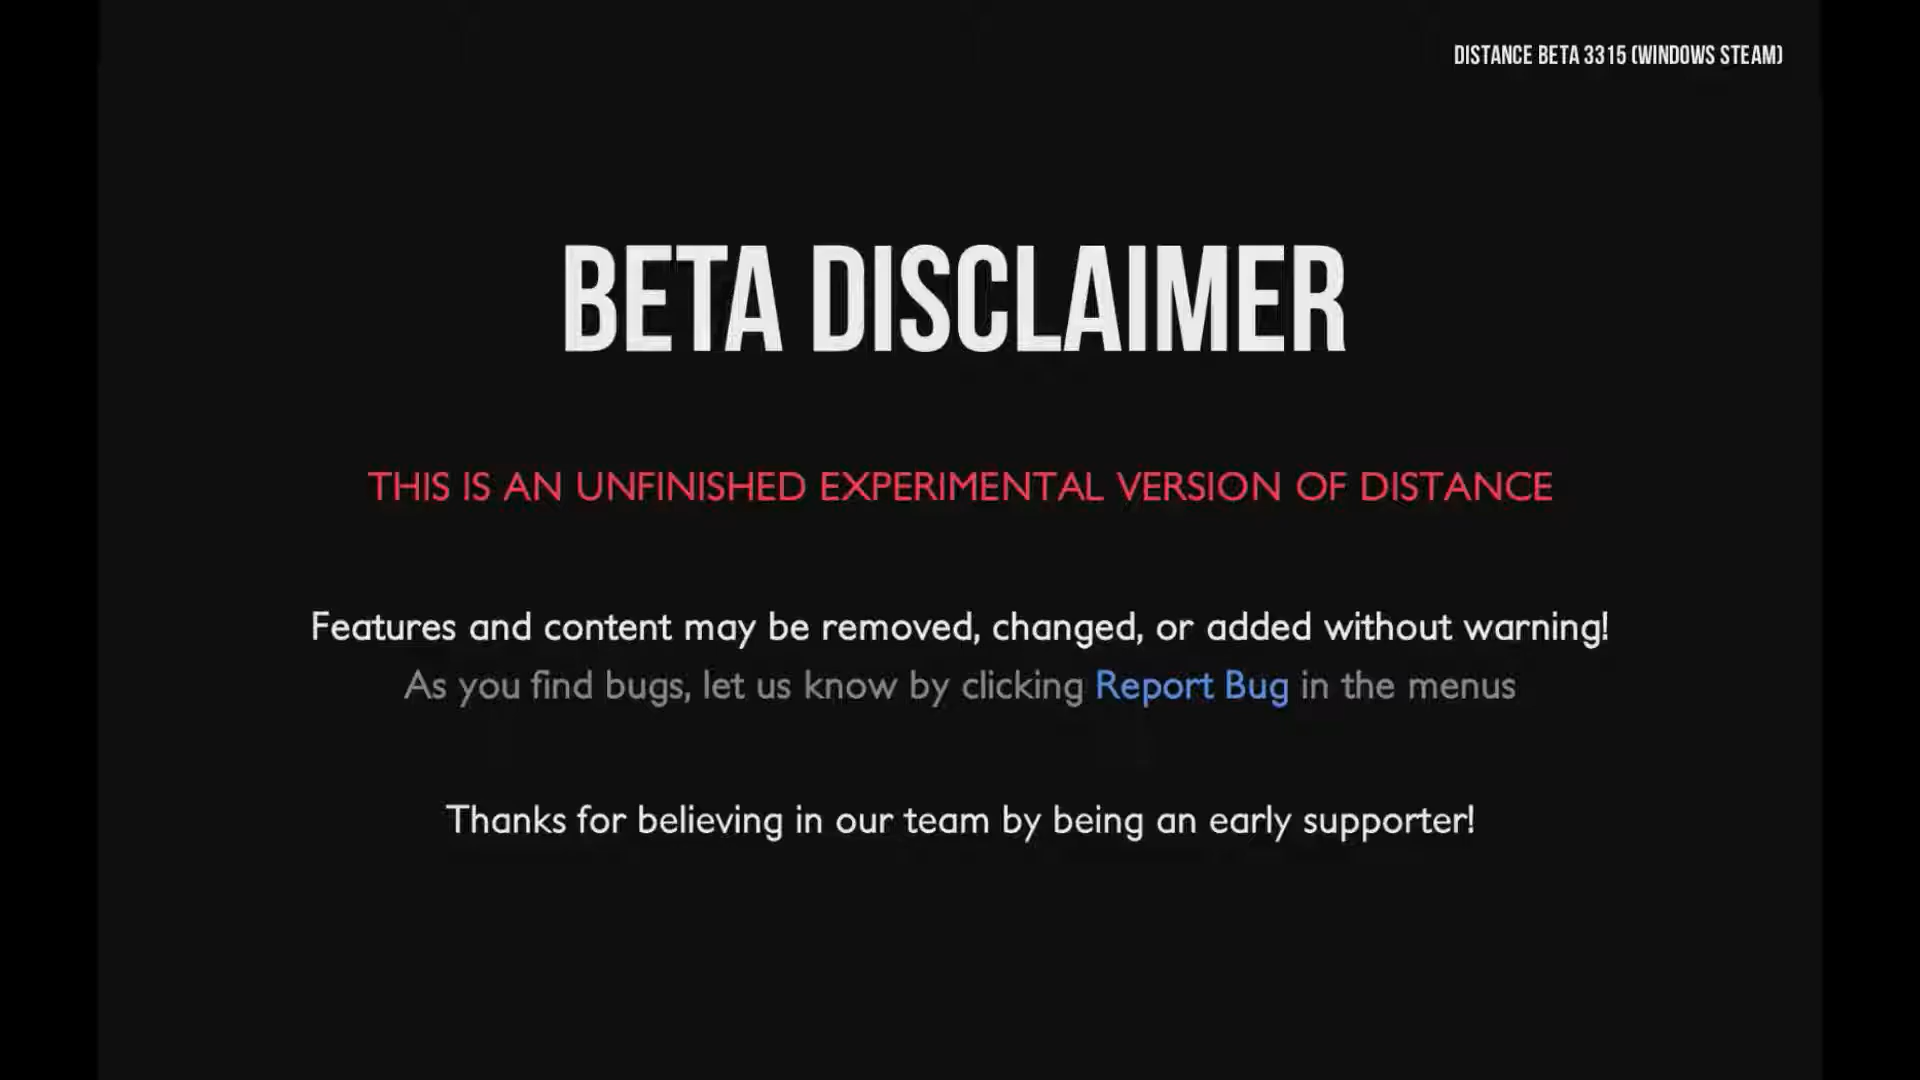 DISTANCE BETA 3315 (WINDOWS STEAM)
BETA DISCLAIMER
THIS IS AN UNFINISHED EXPERIMENTAL VERSION OF DISTANCE
Features and content may be removed, changed, or added without warning!
As you find bugs, let us know by clicking Report Bug in the menus
Thanks for believing in our team by being an early supporter!